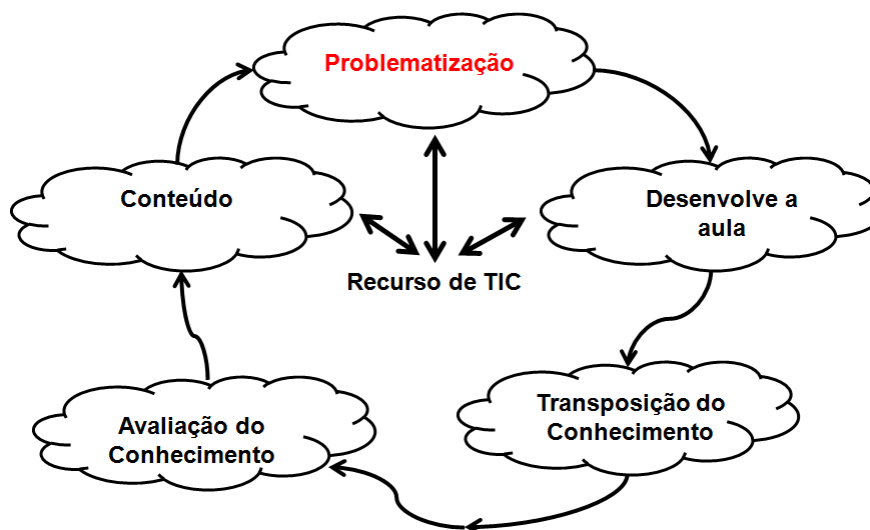 Problematização
Conteúdo
Desenvolve a
aula
Recurso de TIC
Avaliação do
Conhecimento
Transposição do
Conhecimento